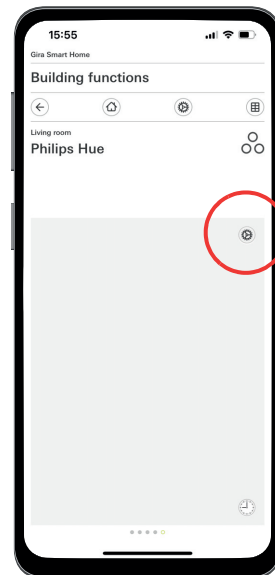 15:55
Gira Smart Home
Building functions
Living room
Philips Hue